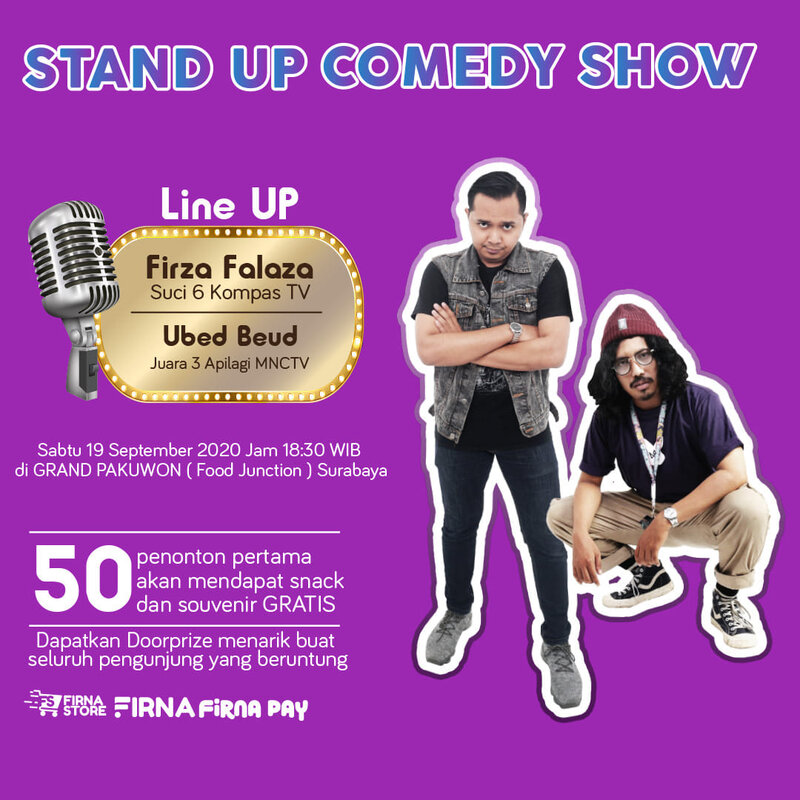 STAND UP COMEDY SHOW
Line UP
Firza Falaza
Suci 6 Kompas TV
Ubed Beud
Juara 3 Apilagi MNCTV
Sabtu 19 September 2020 Jam 18:30 WIB
di GRAND PAKUWON ( Food Junction ) Surabaya
50
penonton pertama
akan mendapat snack
dan souvenir GRATIS
Dapatkan Doorprize menarik buat
seluruh pengunjung yang beruntung
FS FIRNA STORE FIRNA FIRNA PAY